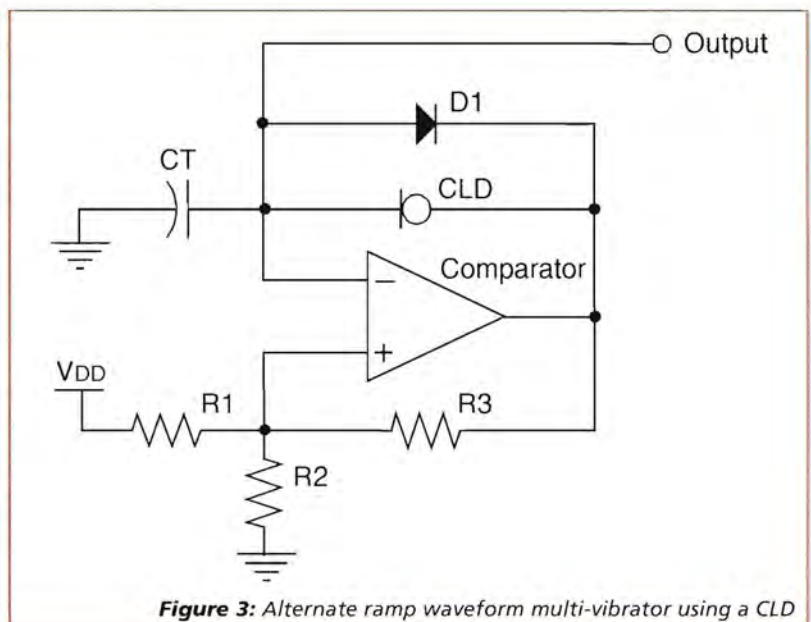 Output
D1
CT
CLD
Comparator
−
+
VDD
R1
R3
R2
Figure 3: Alternate ramp waveform multi-vibrator using a CLD